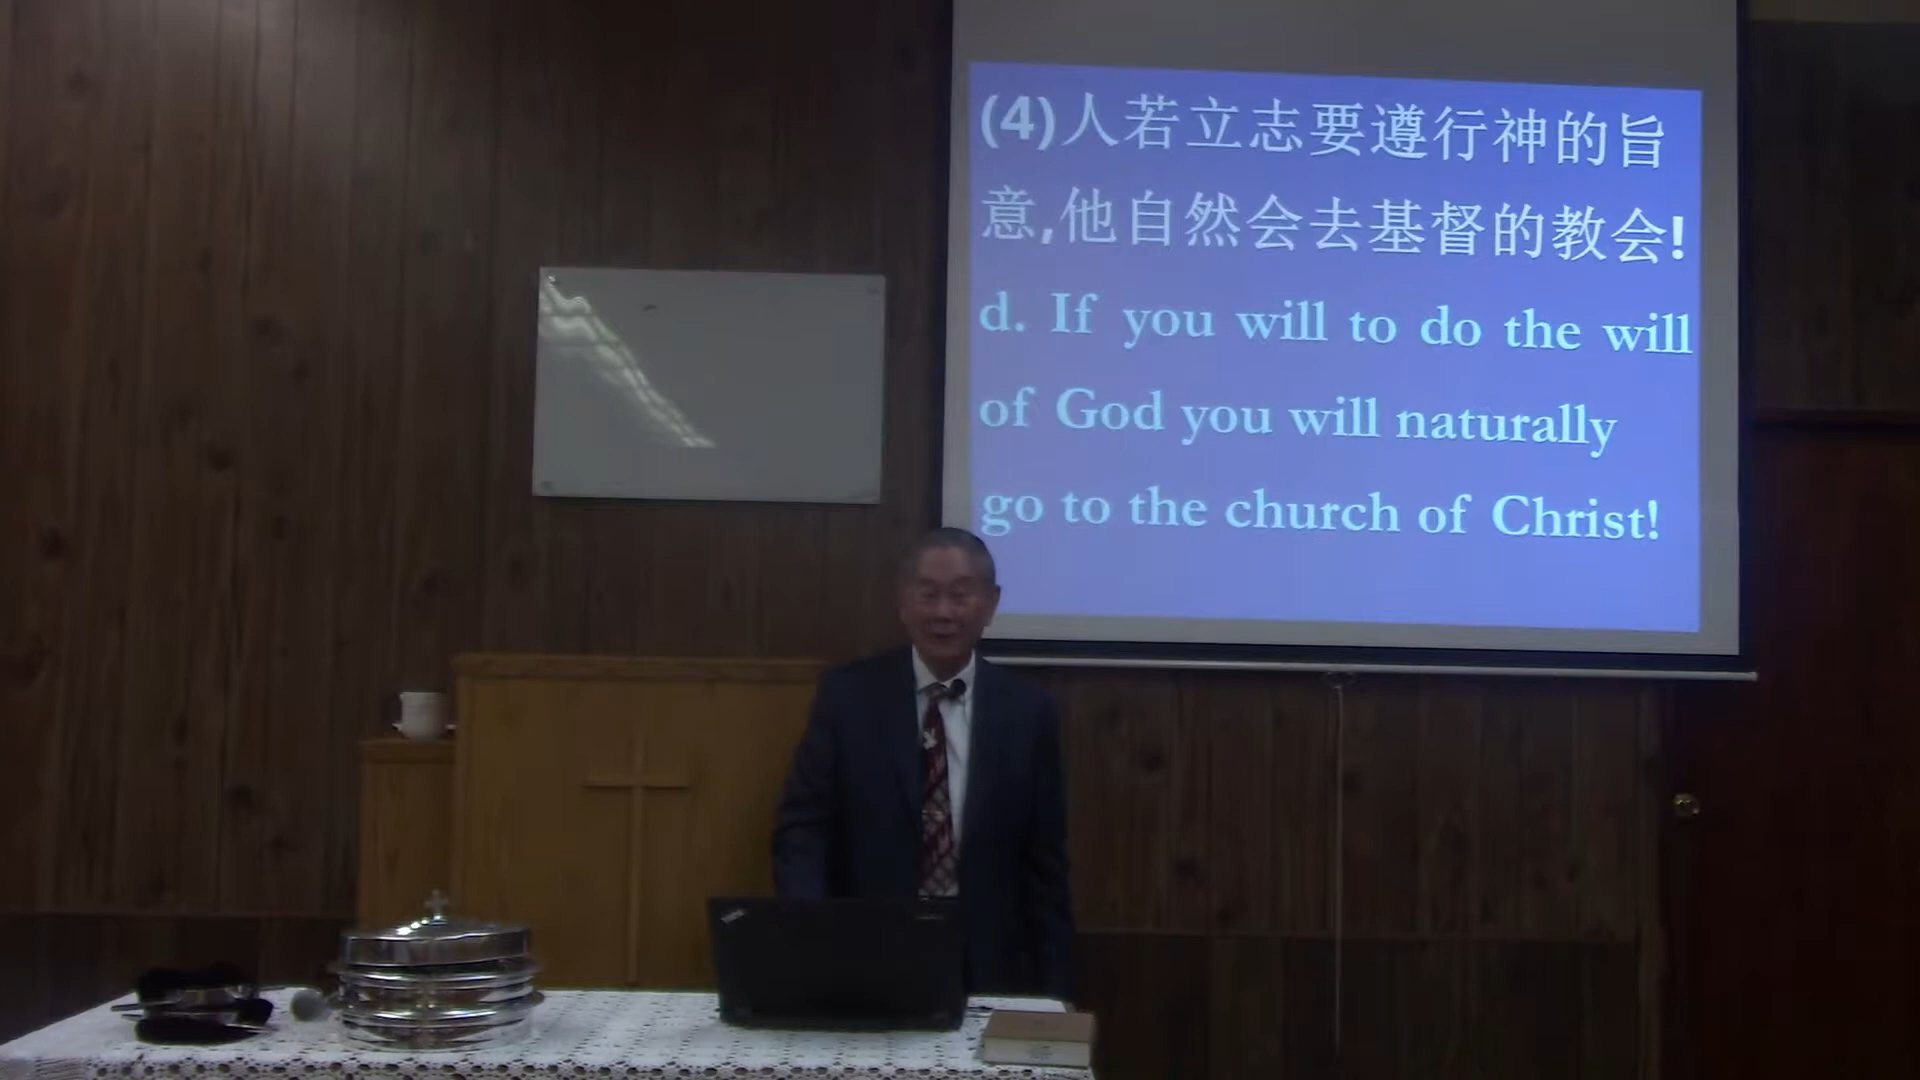 (4)人若立志要遵行神的旨
意,他自然会去基督的教会!
d. If you will to do the will
of God you will naturally
go to the church of Christ!